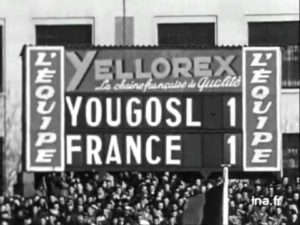 YELLOREX
La chaîne française de Qualité
L'ÉQUIPE
YOUGOSL 1
FRANCE 1
L'ÉQUIPE
ina.fr